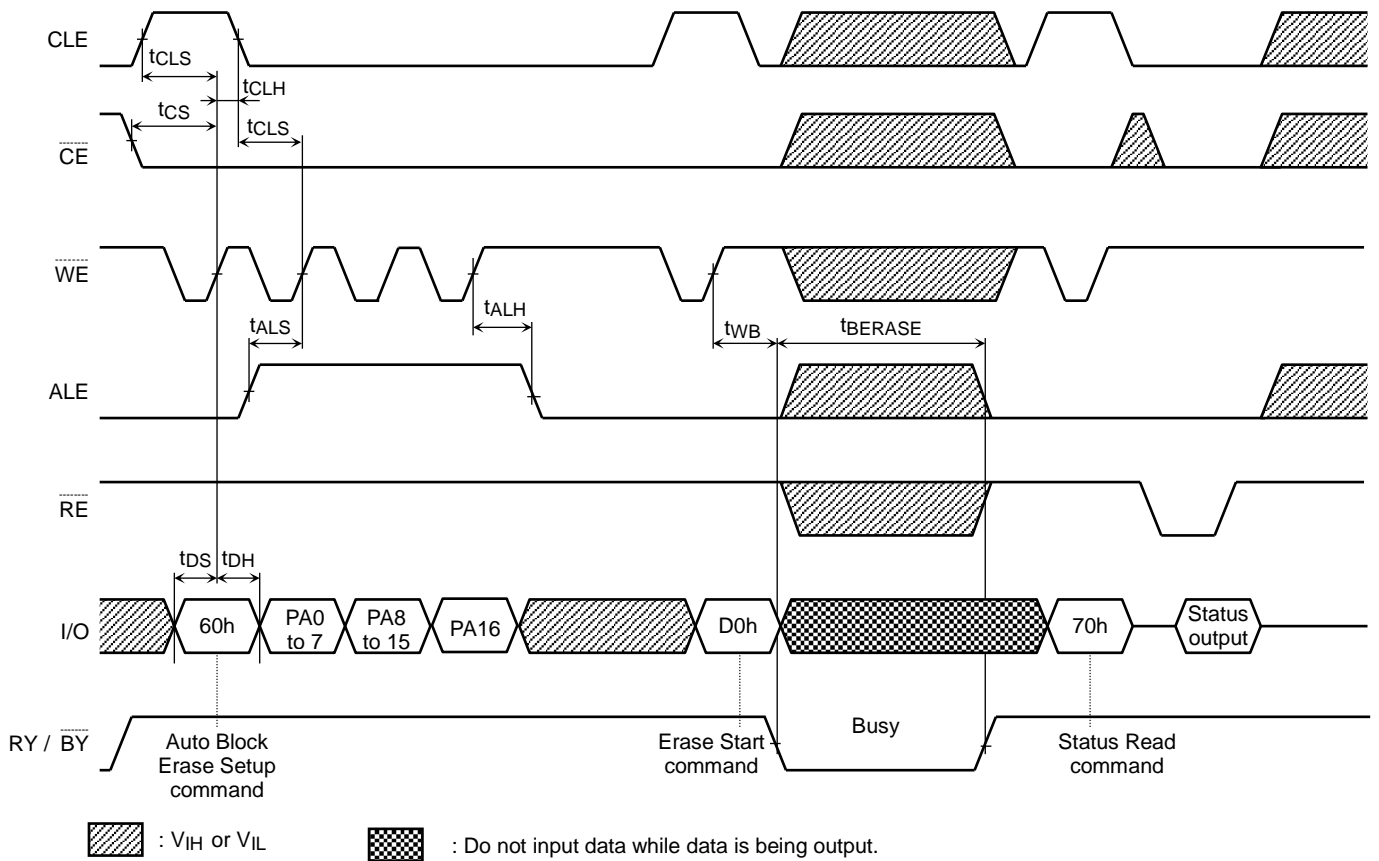 CLE
tCLS
tCLH
tCS
tCLS
CE
WE
tALS
tALH
tWB
tBERASE
ALE
RE
tDS
tDH
I/O
60h
PA0
to 7
PA8
to 15
PA16
D0h
70h
Status
output
RY / BY
Busy
Auto Block
Erase Setup
command
Erase Start
command
Status Read
command
: VIH or VIL
: Do not input data while data is being output.